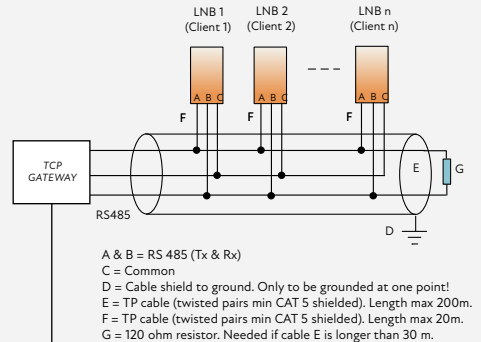 LNB 1 LNB 2 LNB n
(Client 1) (Client 2) (Client n)
A B C A B C A B C
F F F
TCP
GATEWAY
E
G
RS485
D
A & B = RS 485 (Tx & Rx)
C = Common
D = Cable shield to ground. Only to be grounded at one point!
E = TP cable (twisted pairs min CAT 5 shielded). Length max 200m.
F = TP cable (twisted pairs min CAT 5 shielded). Length max 20m.
G = 120 ohm resistor. Needed if cable E is longer than 30 m.